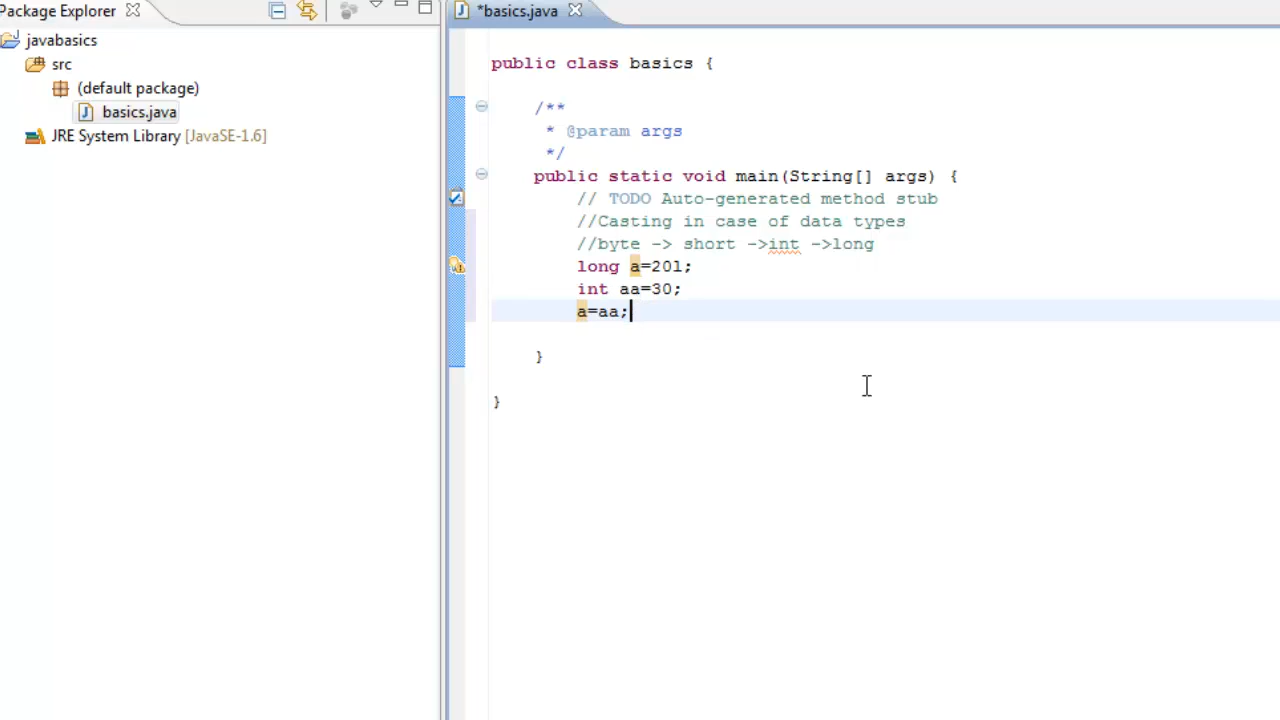 Package Explorer
javabasics
src
(default package)
basics.java
JRE System Library [JavaSE-1.6]
*basics.java
public class basics {
/**
* @param args
*/
public static void main(String[] args) {
// TODO Auto-generated method stub
//Casting in case of data types
//byte -> short ->int ->long
long a=20l;
int aa=30;
a=aa;
}
}